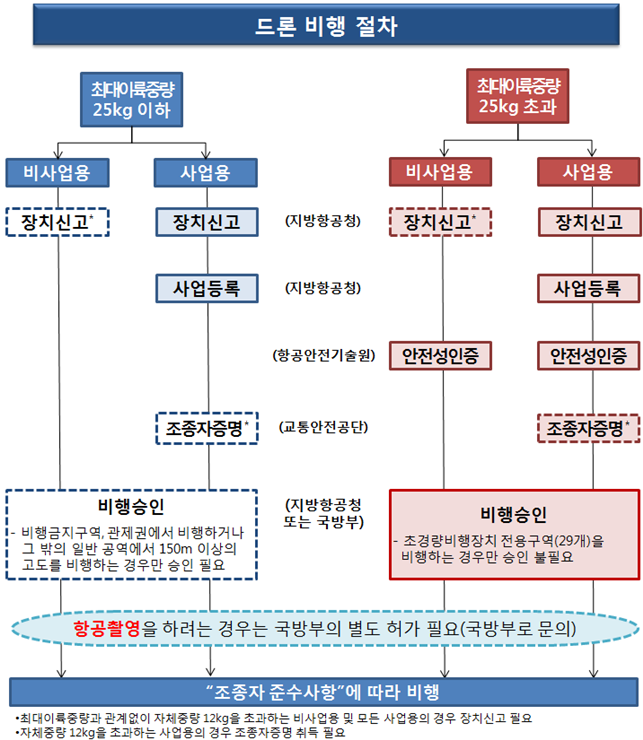 드론 비행 절차
최대이륙중량
25kg 이하
최대이륙중량
25kg 초과
비사업용
사업용
비사업용
사업용
장치신고*
장치신고
(지방항공청)
장치신고*
장치신고
사업등록
(지방항공청)
사업등록
(항공안전기술원)
안전성인증
안전성인증
조종자증명*
(교통안전공단)
조종자증명*
비행승인
- 비행금지구역, 관제권에서 비행하거나
그 밖의 일반 공역에서 150m 이상의
고도를 비행하는 경우만 승인 필요
(지방항공청
또는 국방부)
비행승인
- 초경량비행장치 전용구역(29개)을
비행하는 경우만 승인 불필요
항공촬영을 하려는 경우는 국방부의 별도 허가 필요(국방부로 문의)
"조종자 준수사항"에 따라 비행
•최대이륙중량과 관계없이 자체중량 12kg을 초과하는 비사업용 및 모든 사업용의 경우 장치신고 필요
•자체중량 12kg을 초과하는 사업용의 경우 조종자증명 취득 필요